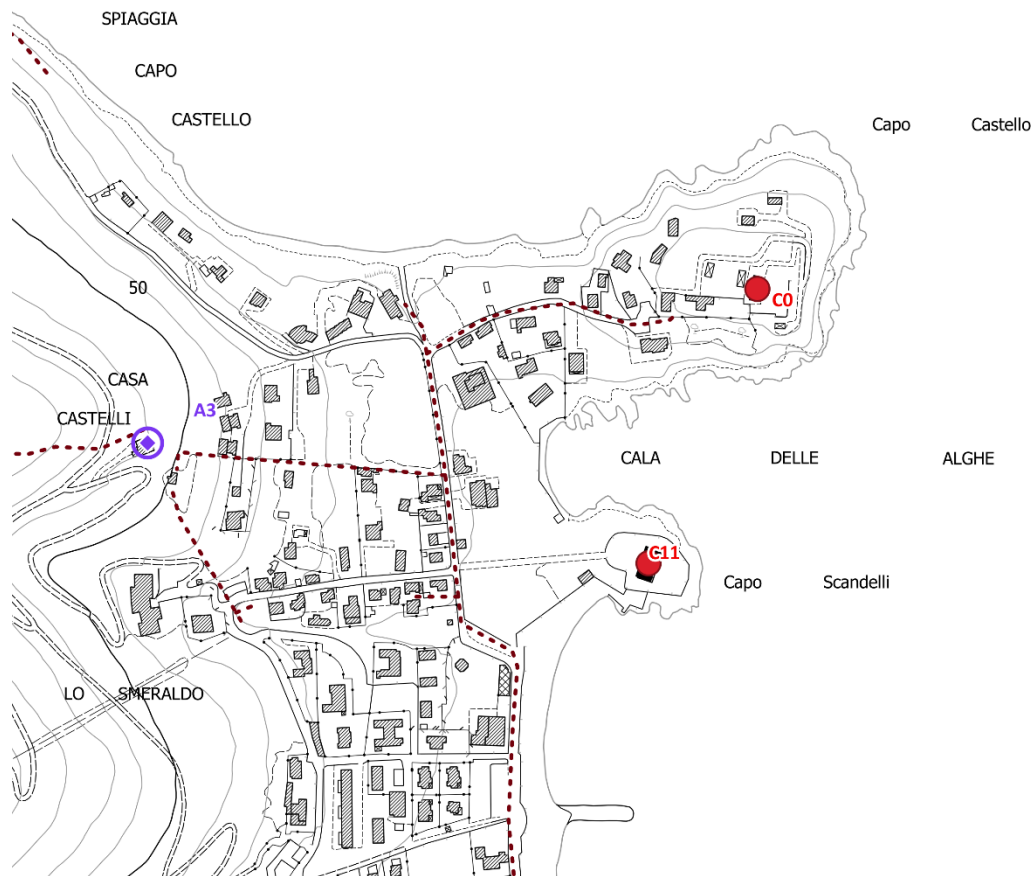 SPIAGGIA
CAPO
CASTELLO
Capo Castello
50
C0
CASA
CASTELLI
A3
CALA DELLE ALGHE
C11
Capo Scandelli
LO SMERALDO